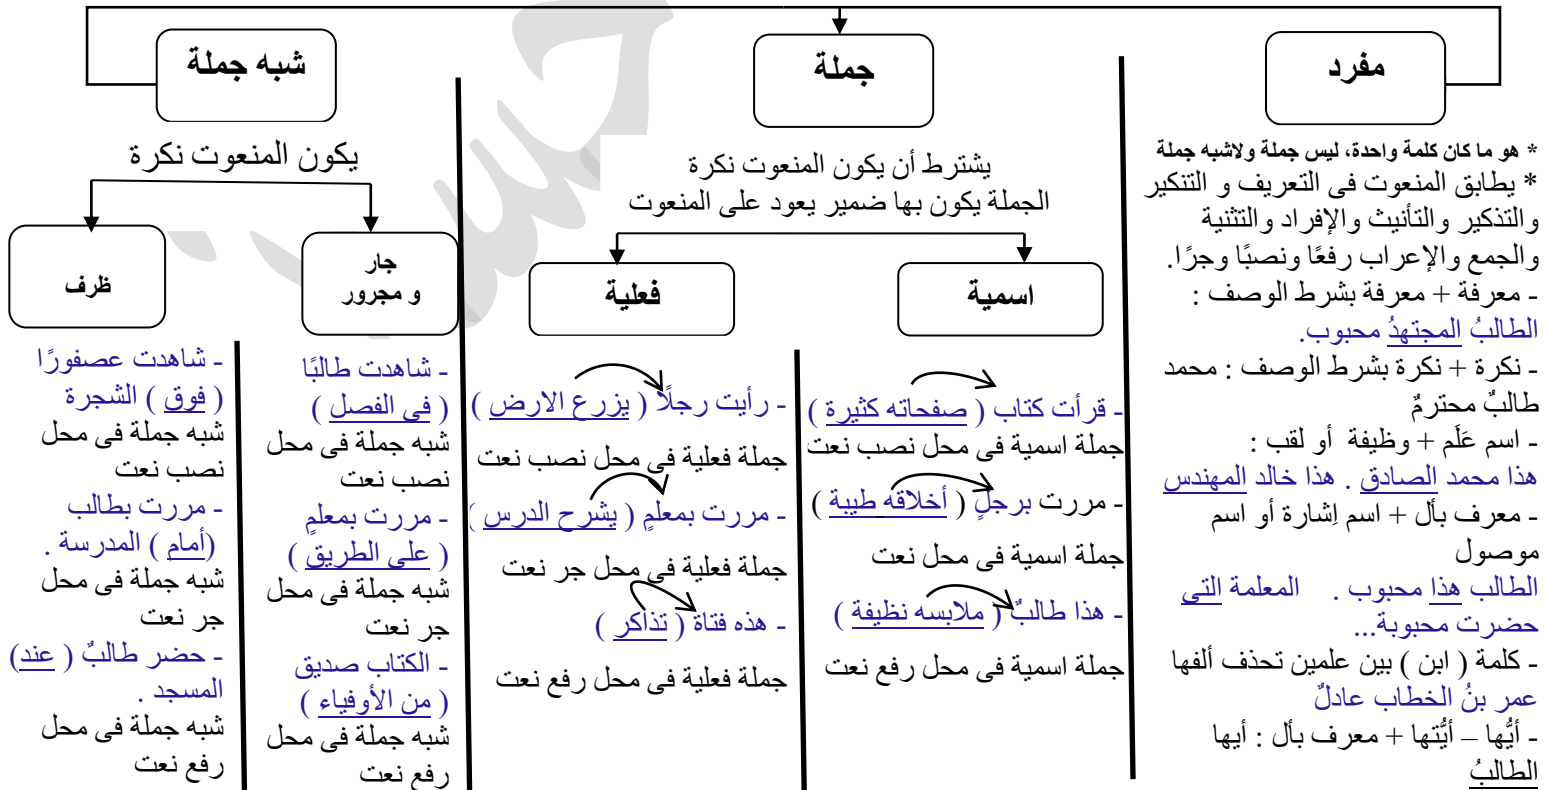 مفرد
* هو ما كان كلمة واحدة، ليس جملة ولاشبه جملة
* يطابق المنعوت فى التعريف و التنكير
والتذكير والتأنيث والإفراد والتثنية
والجمع والإعراب رفعًا ونصبًا وجرًا.
- معرفة + معرفة بشرط الوصف :
الطالبُ المجتهدُ محبوب.
- نكرة + نكرة بشرط الوصف : محمد
طالبٌ محترمٌ
- اسم عَلَم + وظيفة أو لقب :
هذا محمد الصادق . هذا خالد المهندس
- معرف بأل + اسم إشارة أو اسم
موصول
الطالب هذا محبوب . المعلمة التى
حضرت محبوبة...
- كلمة ( ابن ) بين علمين تحذف ألفها
عمر بنُ الخطاب عادلٌ
- أيُّها – أيَّتها + معرف بأل : أيها
الطالبُ
جملة
يشترط أن يكون المنعوت نكرة
الجملة يكون بها ضمير يعود على المنعوت
اسمية
- قرأت كتاب ( صفحاته كثيرة )
جملة اسمية فى محل نصب نعت
- مررت برجلٍ ( أخلاقه طيبة )
جملة اسمية فى محل نعت
- هذا طالبٌ ( ملابسه نظيفة )
جملة اسمية فى محل رفع نعت
فعلية
- رأيت رجلًا ( يزرع الارض )
جملة فعلية فى محل نصب نعت
- مررت بمعلمٍ ( يشرح الدرس )
جملة فعلية فى محل جر نعت
- هذه فتاة ( تذاكر )
جملة فعلية فى محل رفع نعت
شبه جملة
يكون المنعوت نكرة
جار
و مجرور
- شاهدت طالبًا
( فى الفصل )
شبه جملة فى محل
نصب نعت
- مررت بمعلمٍ
( على الطريق )
شبه جملة فى محل
جر نعت
- الكتاب صديق
( من الأوفياء )
شبه جملة فى محل
رفع نعت
ظرف
- شاهدت عصفورًا
( فوق ) الشجرة
شبه جملة فى محل
نصب نعت
- مررت بطالب
(أمام ) المدرسة .
شبه جملة فى محل
جر نعت
- حضر طالبٌ ( عند)
المسجد .
شبه جملة فى محل
رفع نعت